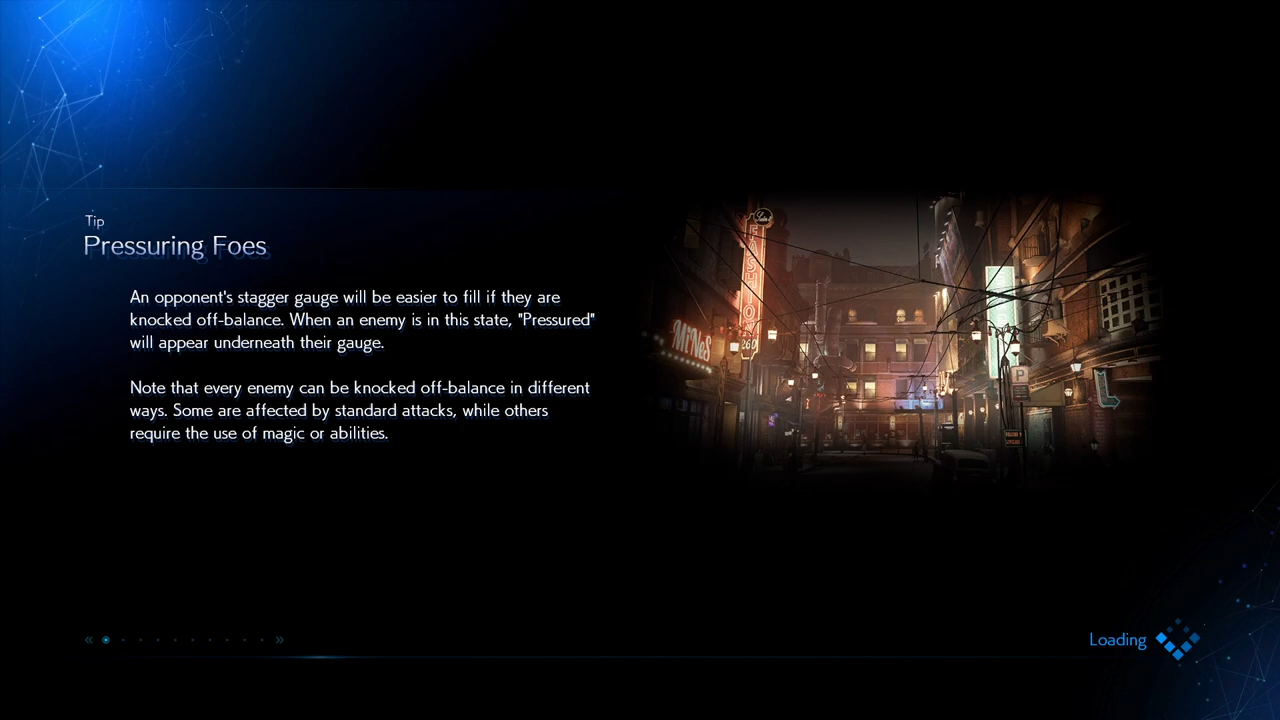 Tip
Pressuring Foes
An opponent's stagger gauge will be easier to fill if they are
knocked off-balance. When an enemy is in this state, "Pressured"
will appear underneath their gauge.
Note that every enemy can be knocked off-balance in different
ways. Some are affected by standard attacks, while others
require the use of magic or abilities.
FASHION
260
MiNeS
P
Loading